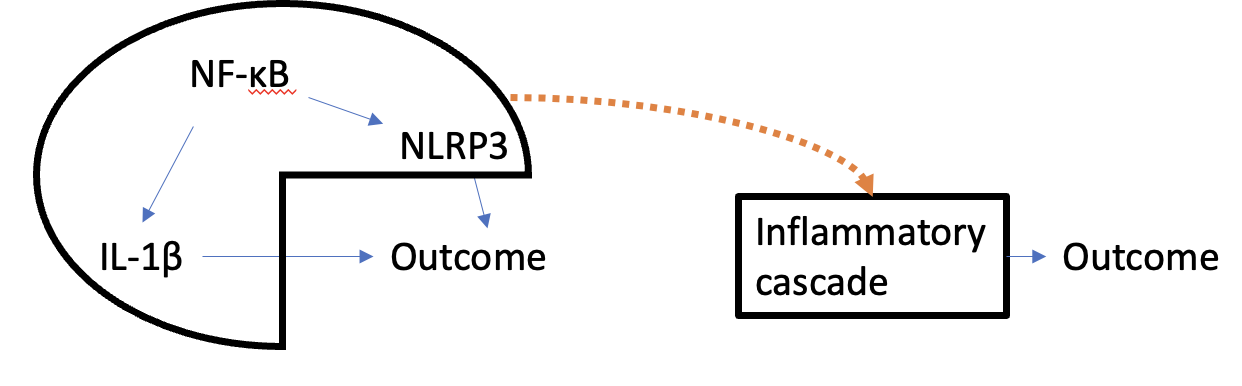 NF-κB
NLRP3
IL-1β
Outcome
Inflammatory
cascade
Outcome